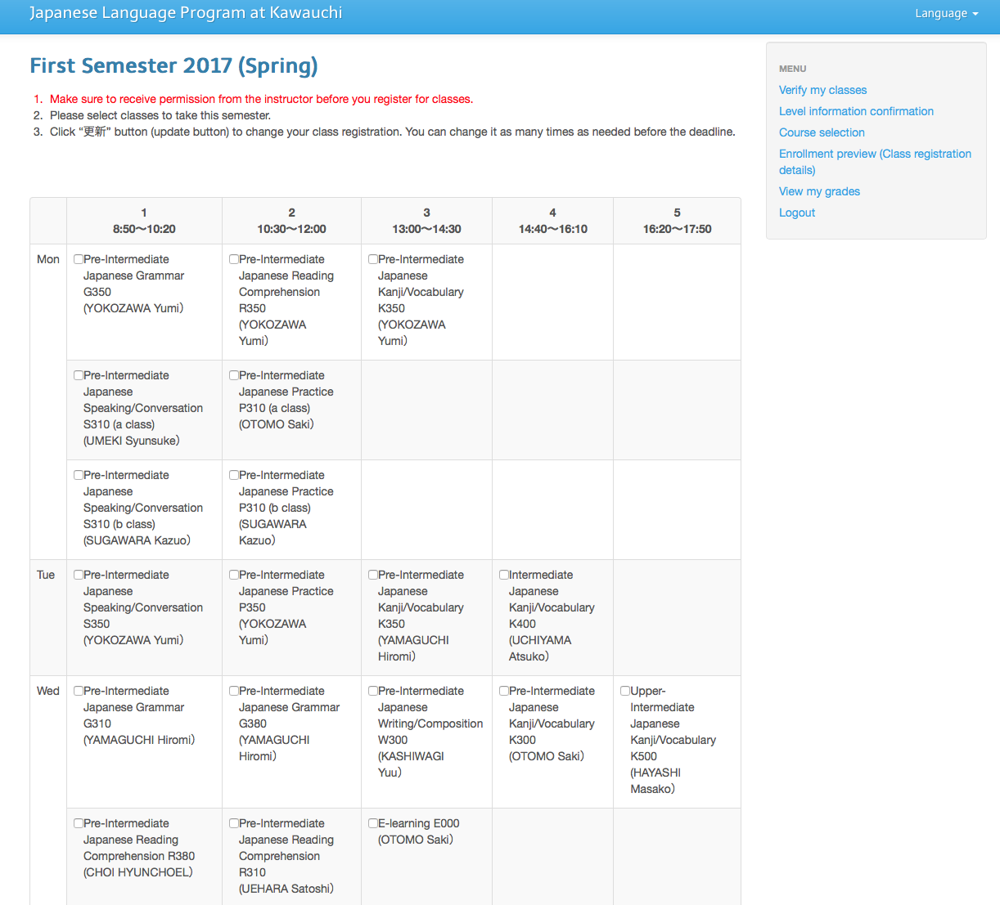 Japanese Language Program at Kawauchi
Language
First Semester 2017 (Spring)
1. Make sure to receive permission from the instructor before you register for classes.
2. Please select classes to take this semester.
3. Click “更新” button (update button) to change your class registration. You can change it as many times as needed before the deadline.
MENU
Verify my classes
Level information confirmation
Course selection
Enrollment preview (Class registration
details)
View my grades
Logout
1
8:50〜10:20
2
10:30〜12:00
3
13:00〜14:30
4
14:40〜16:10
5
16:20〜17:50
Mon
Pre-Intermediate
Japanese Grammar
G350
(YOKOZAWA Yumi）
Pre-Intermediate
Japanese Reading
Comprehension
R350
(YOKOZAWA
Yumi）
Pre-Intermediate
Japanese
Kanji/Vocabulary
K350
(YOKOZAWA
Yumi）
Pre-Intermediate
Japanese
Speaking/Conversation
S310 (a class)
(UMEKI Syunsuke）
Pre-Intermediate
Japanese Practice
P310 (a class)
(OTOMO Saki）
Pre-Intermediate
Japanese
Speaking/Conversation
S310 (b class)
(SUGAWARA Kazuo）
Pre-Intermediate
Japanese Practice
P310 (b class)
(SUGAWARA
Kazuo）
Tue
Pre-Intermediate
Japanese
Speaking/Conversation
S350
(YOKOZAWA Yumi）
Pre-Intermediate
Japanese Practice
P350
(YOKOZAWA
Yumi）
Pre-Intermediate
Japanese
Kanji/Vocabulary
K350
(YAMAGUCHI
Hiromi）
Intermediate
Japanese
Kanji/Vocabulary
K400
(UCHIYAMA
Atsuko）
Wed
Pre-Intermediate
Japanese Grammar
G310
(YAMAGUCHI Hiromi）
Pre-Intermediate
Japanese Grammar
G380
(YAMAGUCHI
Hiromi）
Pre-Intermediate
Japanese
Writing/Composition
W300
(KASHIWAGI
Yuu）
Pre-Intermediate
Japanese
Kanji/Vocabulary
K300
(OTOMO Saki）
Upper-
Intermediate
Japanese
Kanji/Vocabulary
K500
(HAYASHI
Masako）
Pre-Intermediate
Japanese Reading
Comprehension R380
(CHOI HYUNCHOEL）
Pre-Intermediate
Japanese Reading
Comprehension
R310
(UEHARA Satoshi）
E-learning E000
(OTOMO Saki）